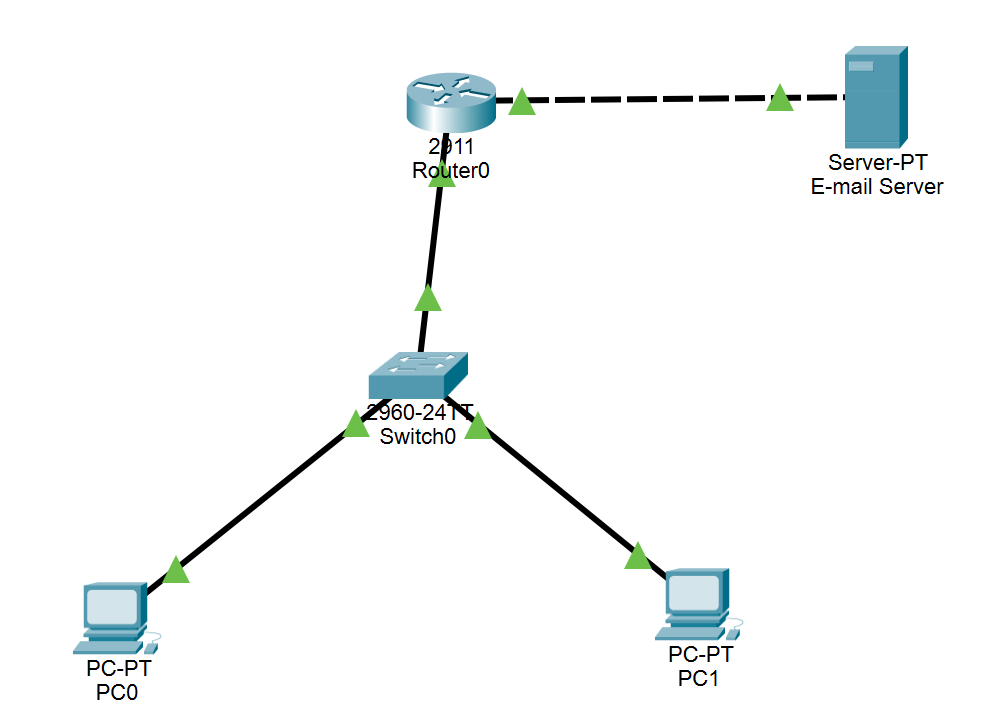 2911
Router0
Server-PT
E-mail Server
2960-24TT
Switch0
PC-PT
PC0
PC-PT
PC1